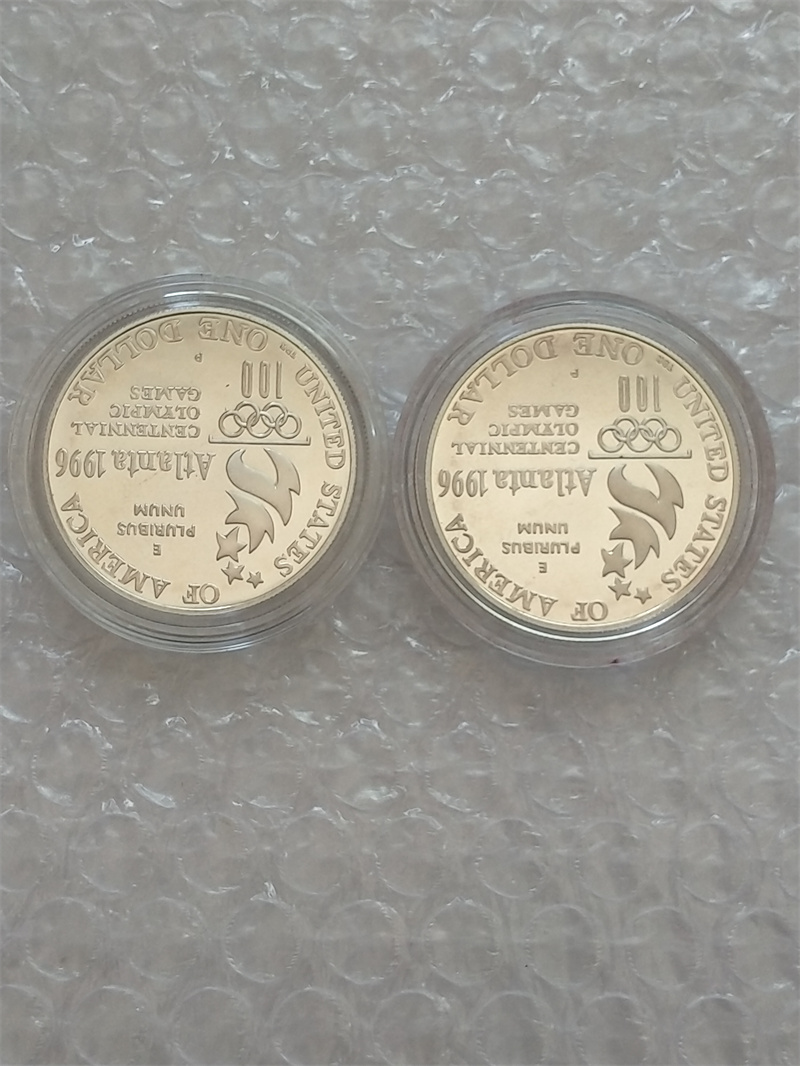 UNITED STATES OF AMERICA
E
PLURIBUS
UNUM
Atlanta 1996
CENTENNIAL
OLYMPIC
GAMES
100
P
ONE DOLLAR
UNITED STATES OF AMERICA
E
PLURIBUS
UNUM
Atlanta 1996
CENTENNIAL
OLYMPIC
GAMES
100
P
ONE DOLLAR